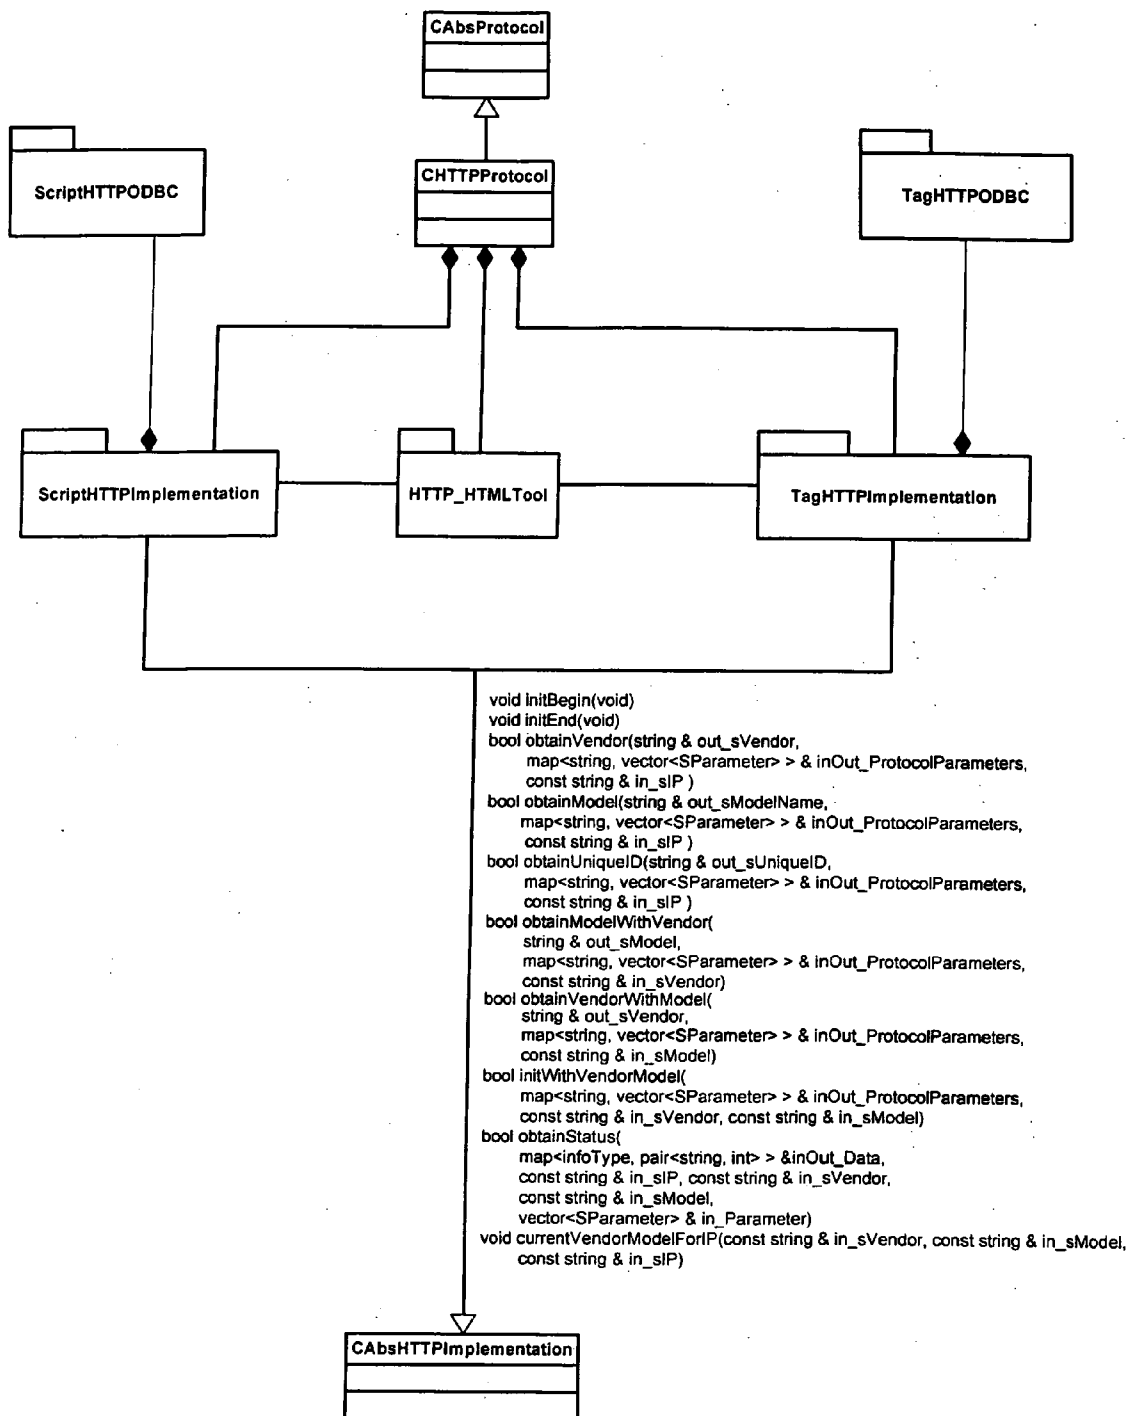 CAbsProtocol
CHTTPProtocol
ScriptHTTPODBC
TagHTTPODBC
ScriptHTTPImplementation
HTTP_HTMLTool
TagHTTPImplementation
void initBegin(void)
void initEnd(void)
bool obtainVendor(string & out_sVendor,
map<string, vector<SParameter> > & inOut_ProtocolParameters,
const string & in_sIP )
bool obtainModel(string & out_sModelName,
map<string, vector<SParameter> > & inOut_ProtocolParameters,
const string & in_sIP )
bool obtainUniqueID(string & out_sUniqueID,
map<string, vector<SParameter> > & inOut_ProtocolParameters,
const string & in_sIP )
bool obtainModelWithVendor(
string & out_sModel,
map<string, vector<SParameter> > & inOut_ProtocolParameters,
const string & in_sVendor)
bool obtainVendorWithModel(
string & out_sVendor,
map<string, vector<SParameter> > & inOut_ProtocolParameters,
const string & in_sModel)
bool initWithVendorModel(
map<string, vector<SParameter> > & inOut_ProtocolParameters,
const string & in_sVendor, const string & in_sModel)
bool obtainStatus(
map<infoType, pair<string, int> > &inOut_Data,
const string & in_sIP, const string & in_sVendor,
const string & in_sModel,
vector<SParameter> & in_Parameter)
void currentVendorModelForIP(const string & in_sVendor, const string & in_sModel,
const string & in_sIP)
CAbsHTTPImplementation